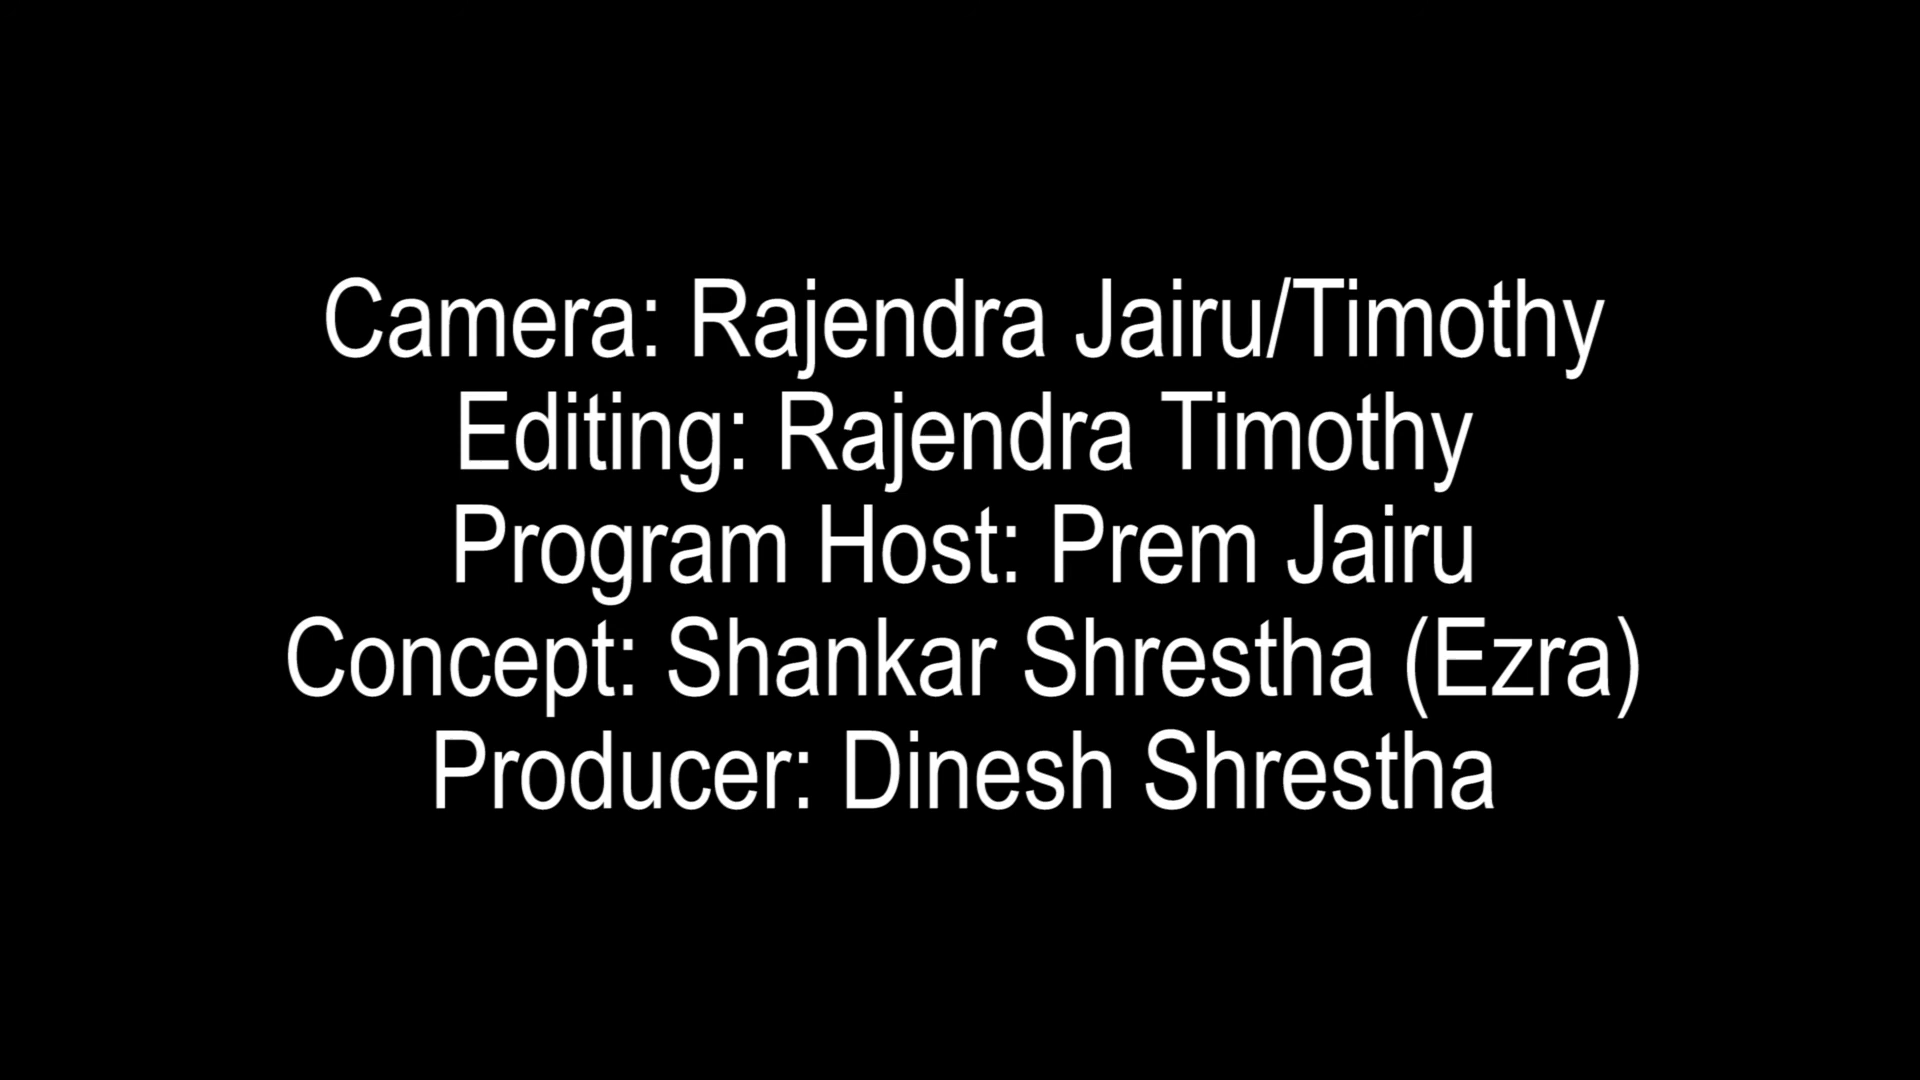 Camera: Rajendra Jairu/Timothy
Editing: Rajendra Timothy
Program Host: Prem Jairu
Concept: Shankar Shrestha (Ezra)
Producer: Dinesh Shrestha